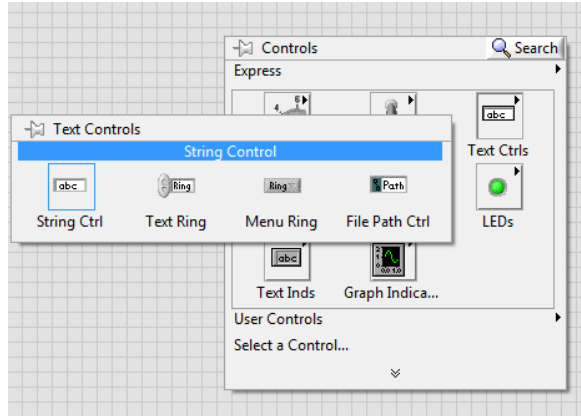 Controls
Search
Express
Text Controls
String Control
abc
Ring
Ring
Path
String Ctrl
Text Ring
Menu Ring
File Path Ctrl
abc
Text Ctrls
LEDs
abc
Text Inds
Graph Indica...
User Controls
Select a Control...